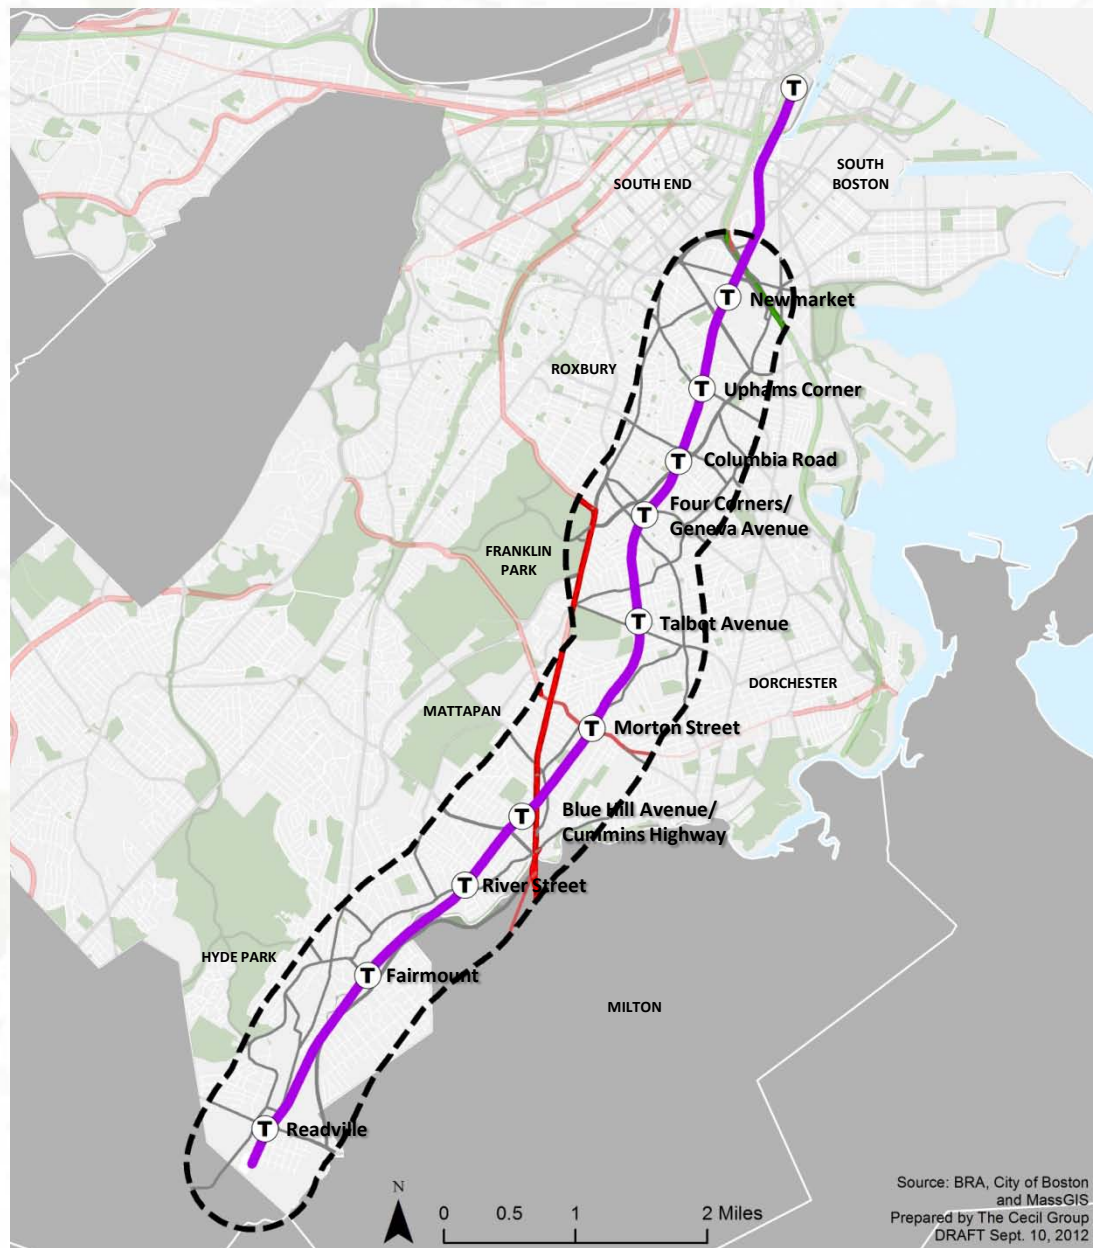 T
SOUTH
BOSTON
SOUTH END
T Newmarket
ROXBURY
T Uphams Corner
T Columbia Road
T Four Corners/
Geneva Avenue
FRANKLIN
PARK
T Talbot Avenue
DORCHESTER
MATTAPAN
T Morton Street
T Blue Hill Avenue/
Cummins Highway
T River Street
HYDE PARK
T Fairmount
MILTON
T Readville
N
0 0.5 1 2 Miles
Source: BRA, City of Boston
and MassGIS
Prepared by The Cecil Group
DRAFT Sept. 10, 2012